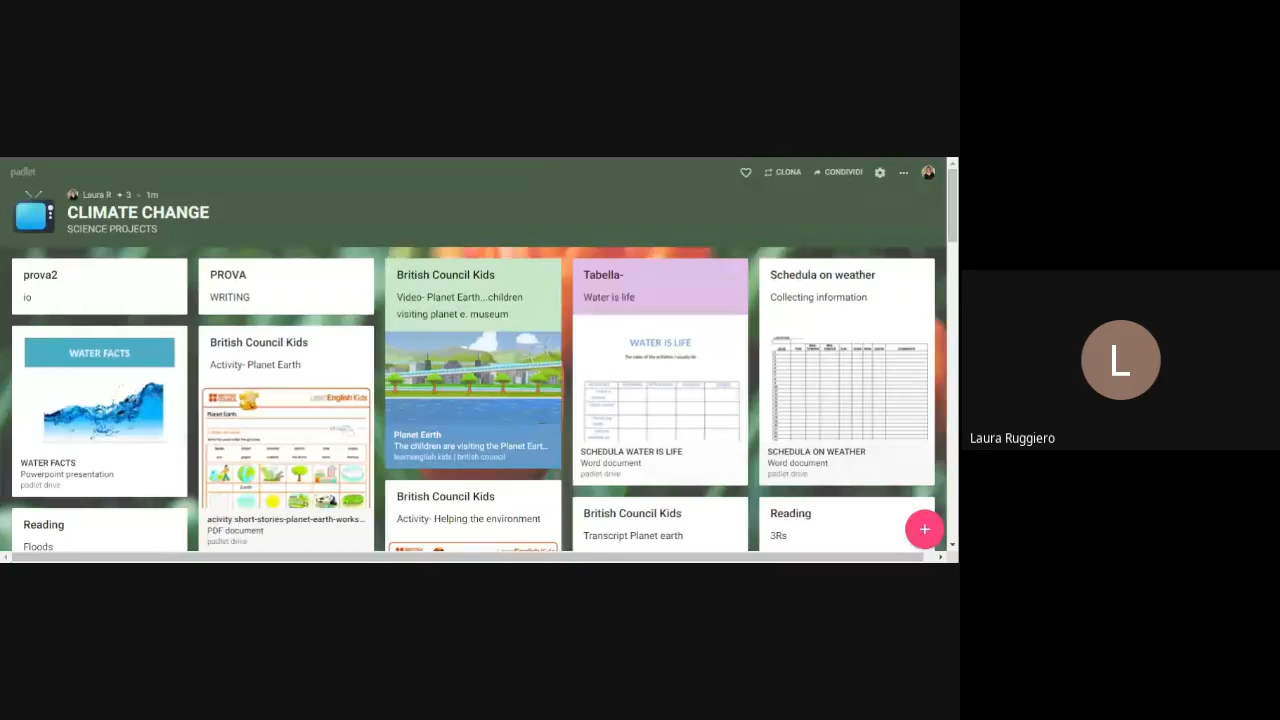 padlet
CLONA
CONDIVIDI
Laura R + 3 - 1m
CLIMATE CHANGE
SCIENCE PROJECTS
prova2
io
WATER FACTS
WATER FACTS
Powerpoint presentation
padlet drive
Reading
Floods
PROVA
WRITING
British Council Kids
Activity- Planet Earth
Planet Earth
acivity short-stories-planet-earth-works...
PDF document
padlet drive
British Council Kids
Video- Planet Earth...children
visiting planet e. museum
Planet Earth
The children are visiting the Planet Eart...
learnenglish kids | british council
British Council Kids
Activity- Helping the environment
Tabella-
Water is life
WATER IS LIFE
SCHEDULA WATER IS LIFE
Word document
padlet drive
British Council Kids
Transcript Planet earth
Schedula on weather
Collecting information
SCHEDULA ON WEATHER
Word document
padlet drive
Reading
3Rs
L
Laura Ruggiero